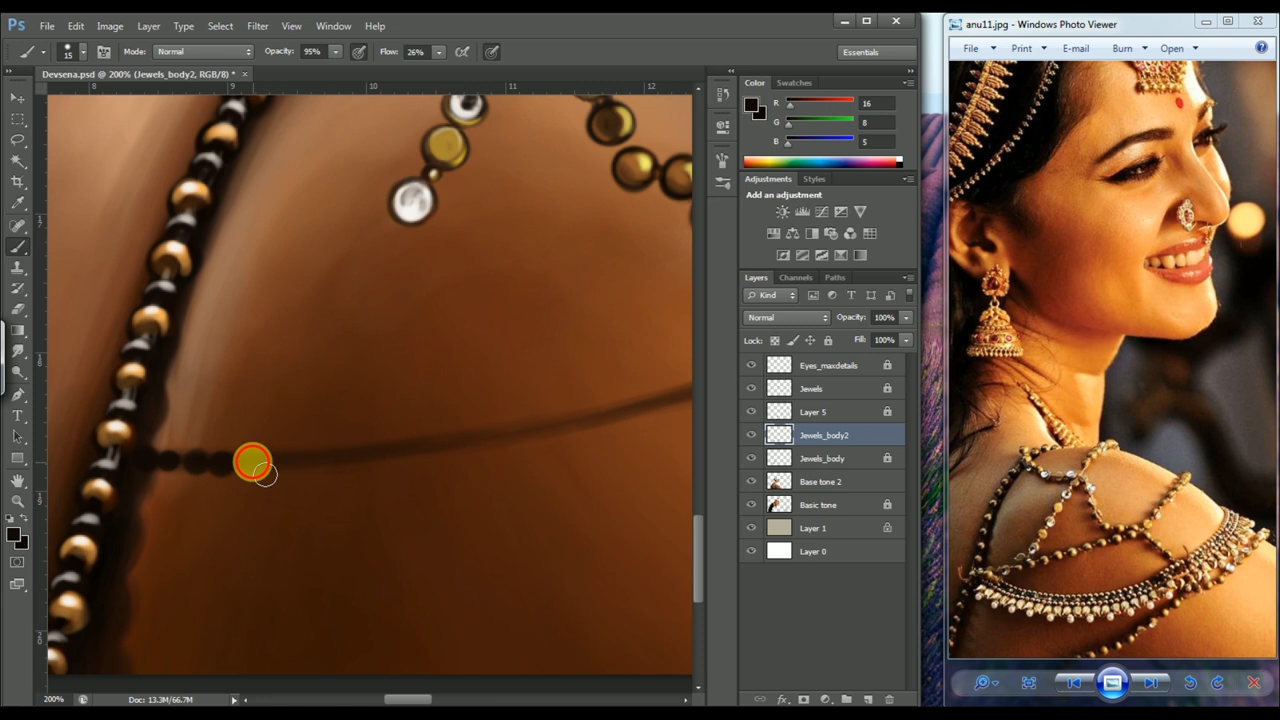 Ps File Edit Image Layer Type Select Filter View Window Help
15 Mode: Normal Opacity: 95% Flow: 26% Essentials
Devsena.psd @ 200% (Jewels_body2, RGB/8) * ×
8 9 10 11 12
Color Swatches
R 16
G 8
B 5
Adjustments Styles
Add an adjustment
Layers Channels Paths
Kind
Normal Opacity: 100%
Lock: Fill: 100%
Eyes_maxdetails
Jewels
Layer 5
Jewels_body2
Jewels_body
Base tone 2
Basic tone
Layer 1
Layer 0
200% Doc: 13.3M/66.7M
anu11.jpg - Windows Photo Viewer
File Print E-mail Burn Open